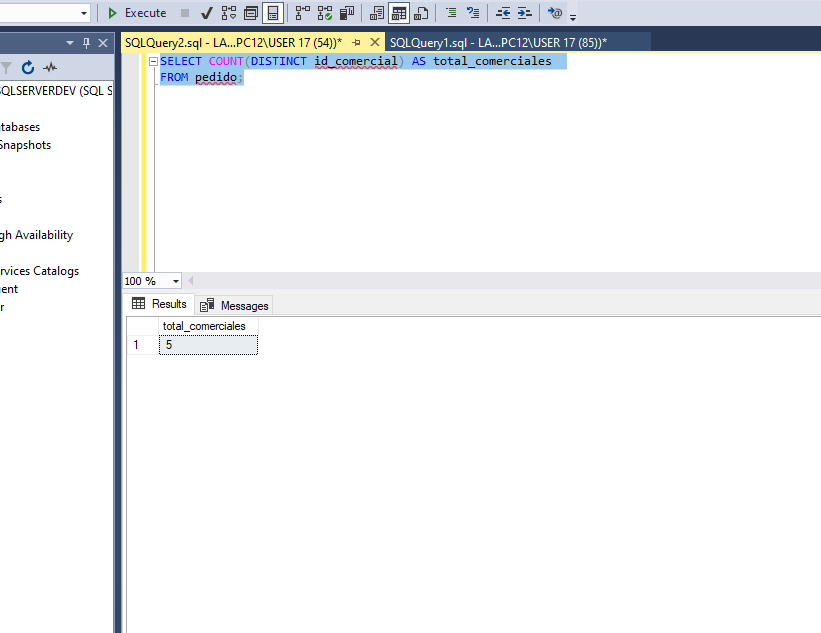 Execute
SQLQuery2.sql - LA...PC12\USER 17 (54))*
SQLQuery1.sql - LA...PC12\USER 17 (85))*
SELECT COUNT(DISTINCT id_comercial) AS total_comerciales
FROM pedido;
QLSERVERDEV (SQL S
tabases
Snapshots
s
gh Availability
rvices Catalogs
ent
r
100 %
Results
Messages
total_comerciales
1
5